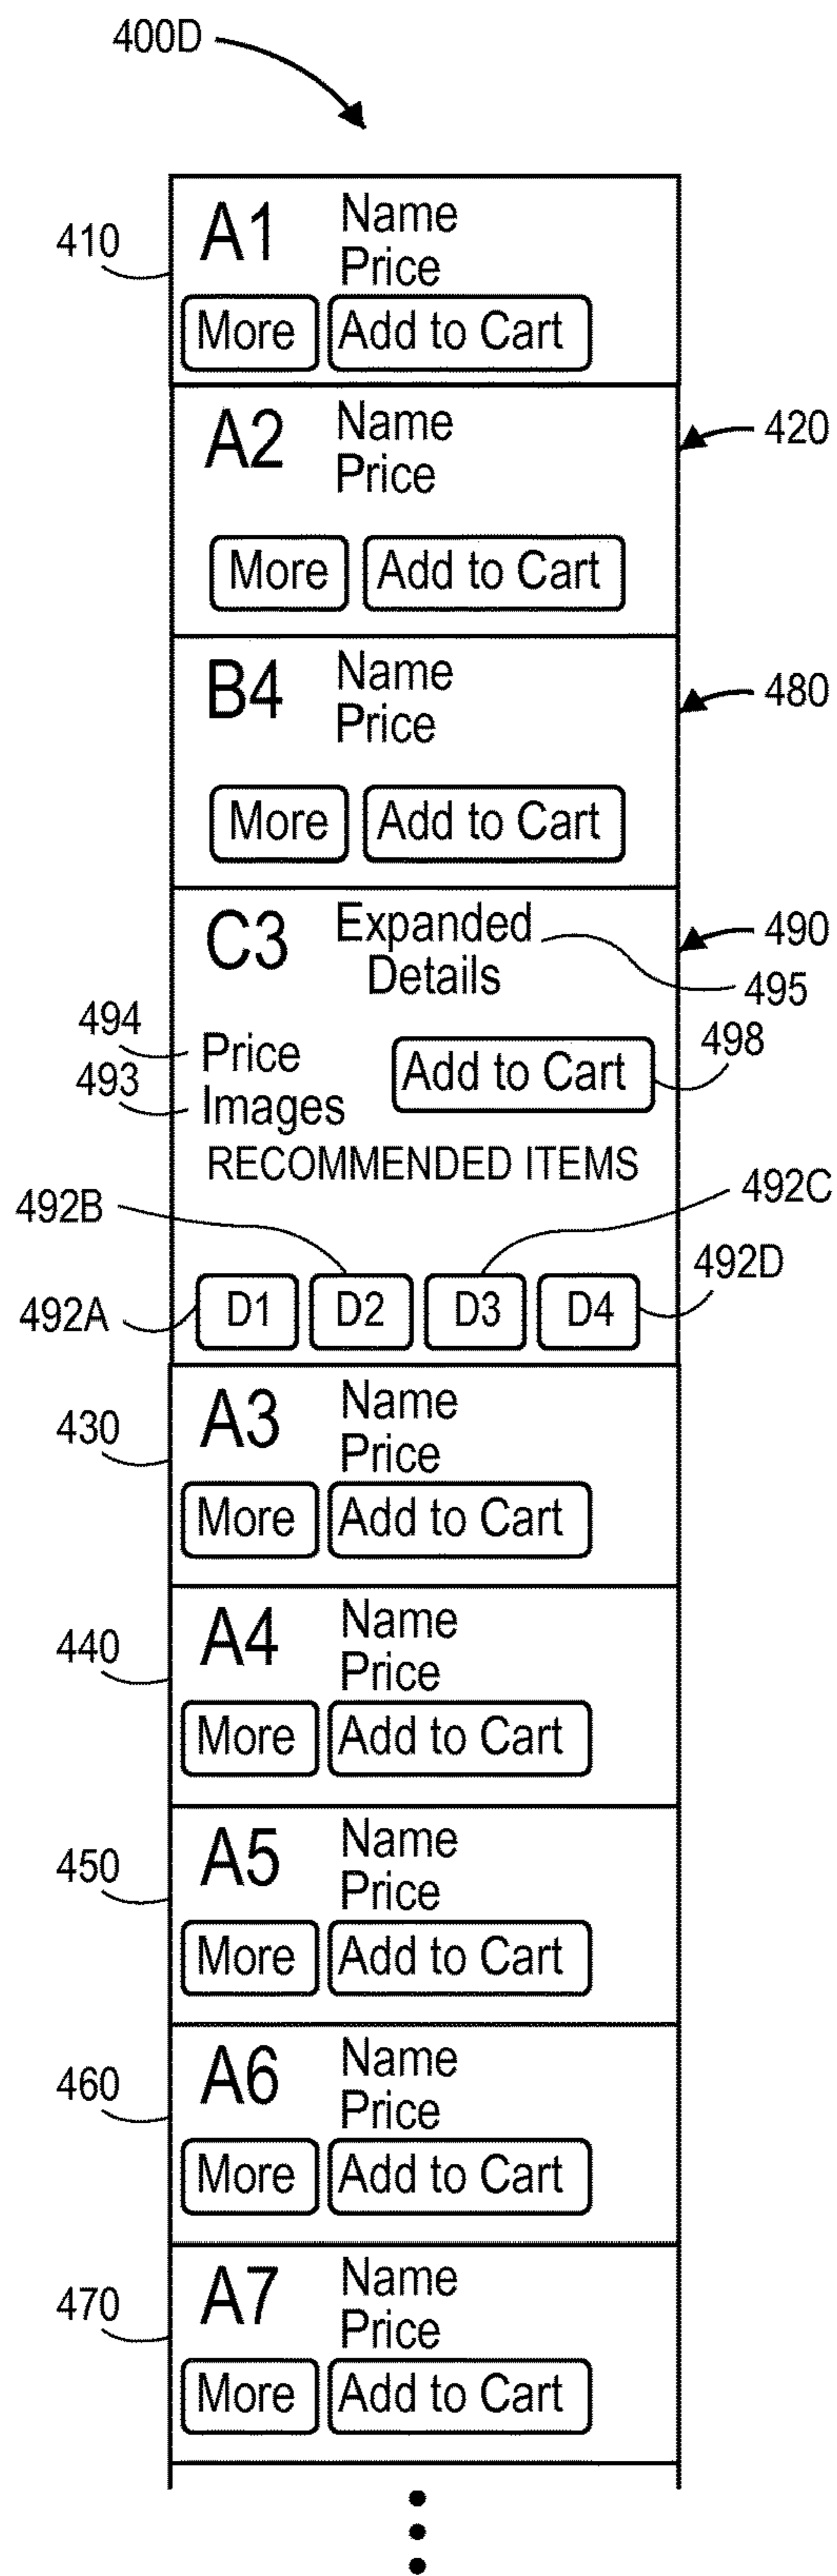 400D
410
A1
Name
Price
More
Add to Cart
420
A2
Name
Price
More
Add to Cart
480
B4
Name
Price
More
Add to Cart
490
C3
Expanded
Details
495
494
Price
493
Images
Add to Cart
498
RECOMMENDED ITEMS
492B
492C
492A
492D
D1
D2
D3
D4
430
A3
Name
Price
More
Add to Cart
440
A4
Name
Price
More
Add to Cart
450
A5
Name
Price
More
Add to Cart
460
A6
Name
Price
More
Add to Cart
470
A7
Name
Price
More
Add to Cart